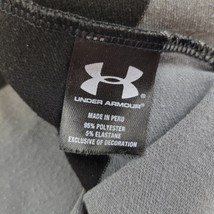 UNDER ARMOUR
MADE IN PERU
95% POLYESTER
5% ELASTANE
EXCLUSIVE OF DECORATION